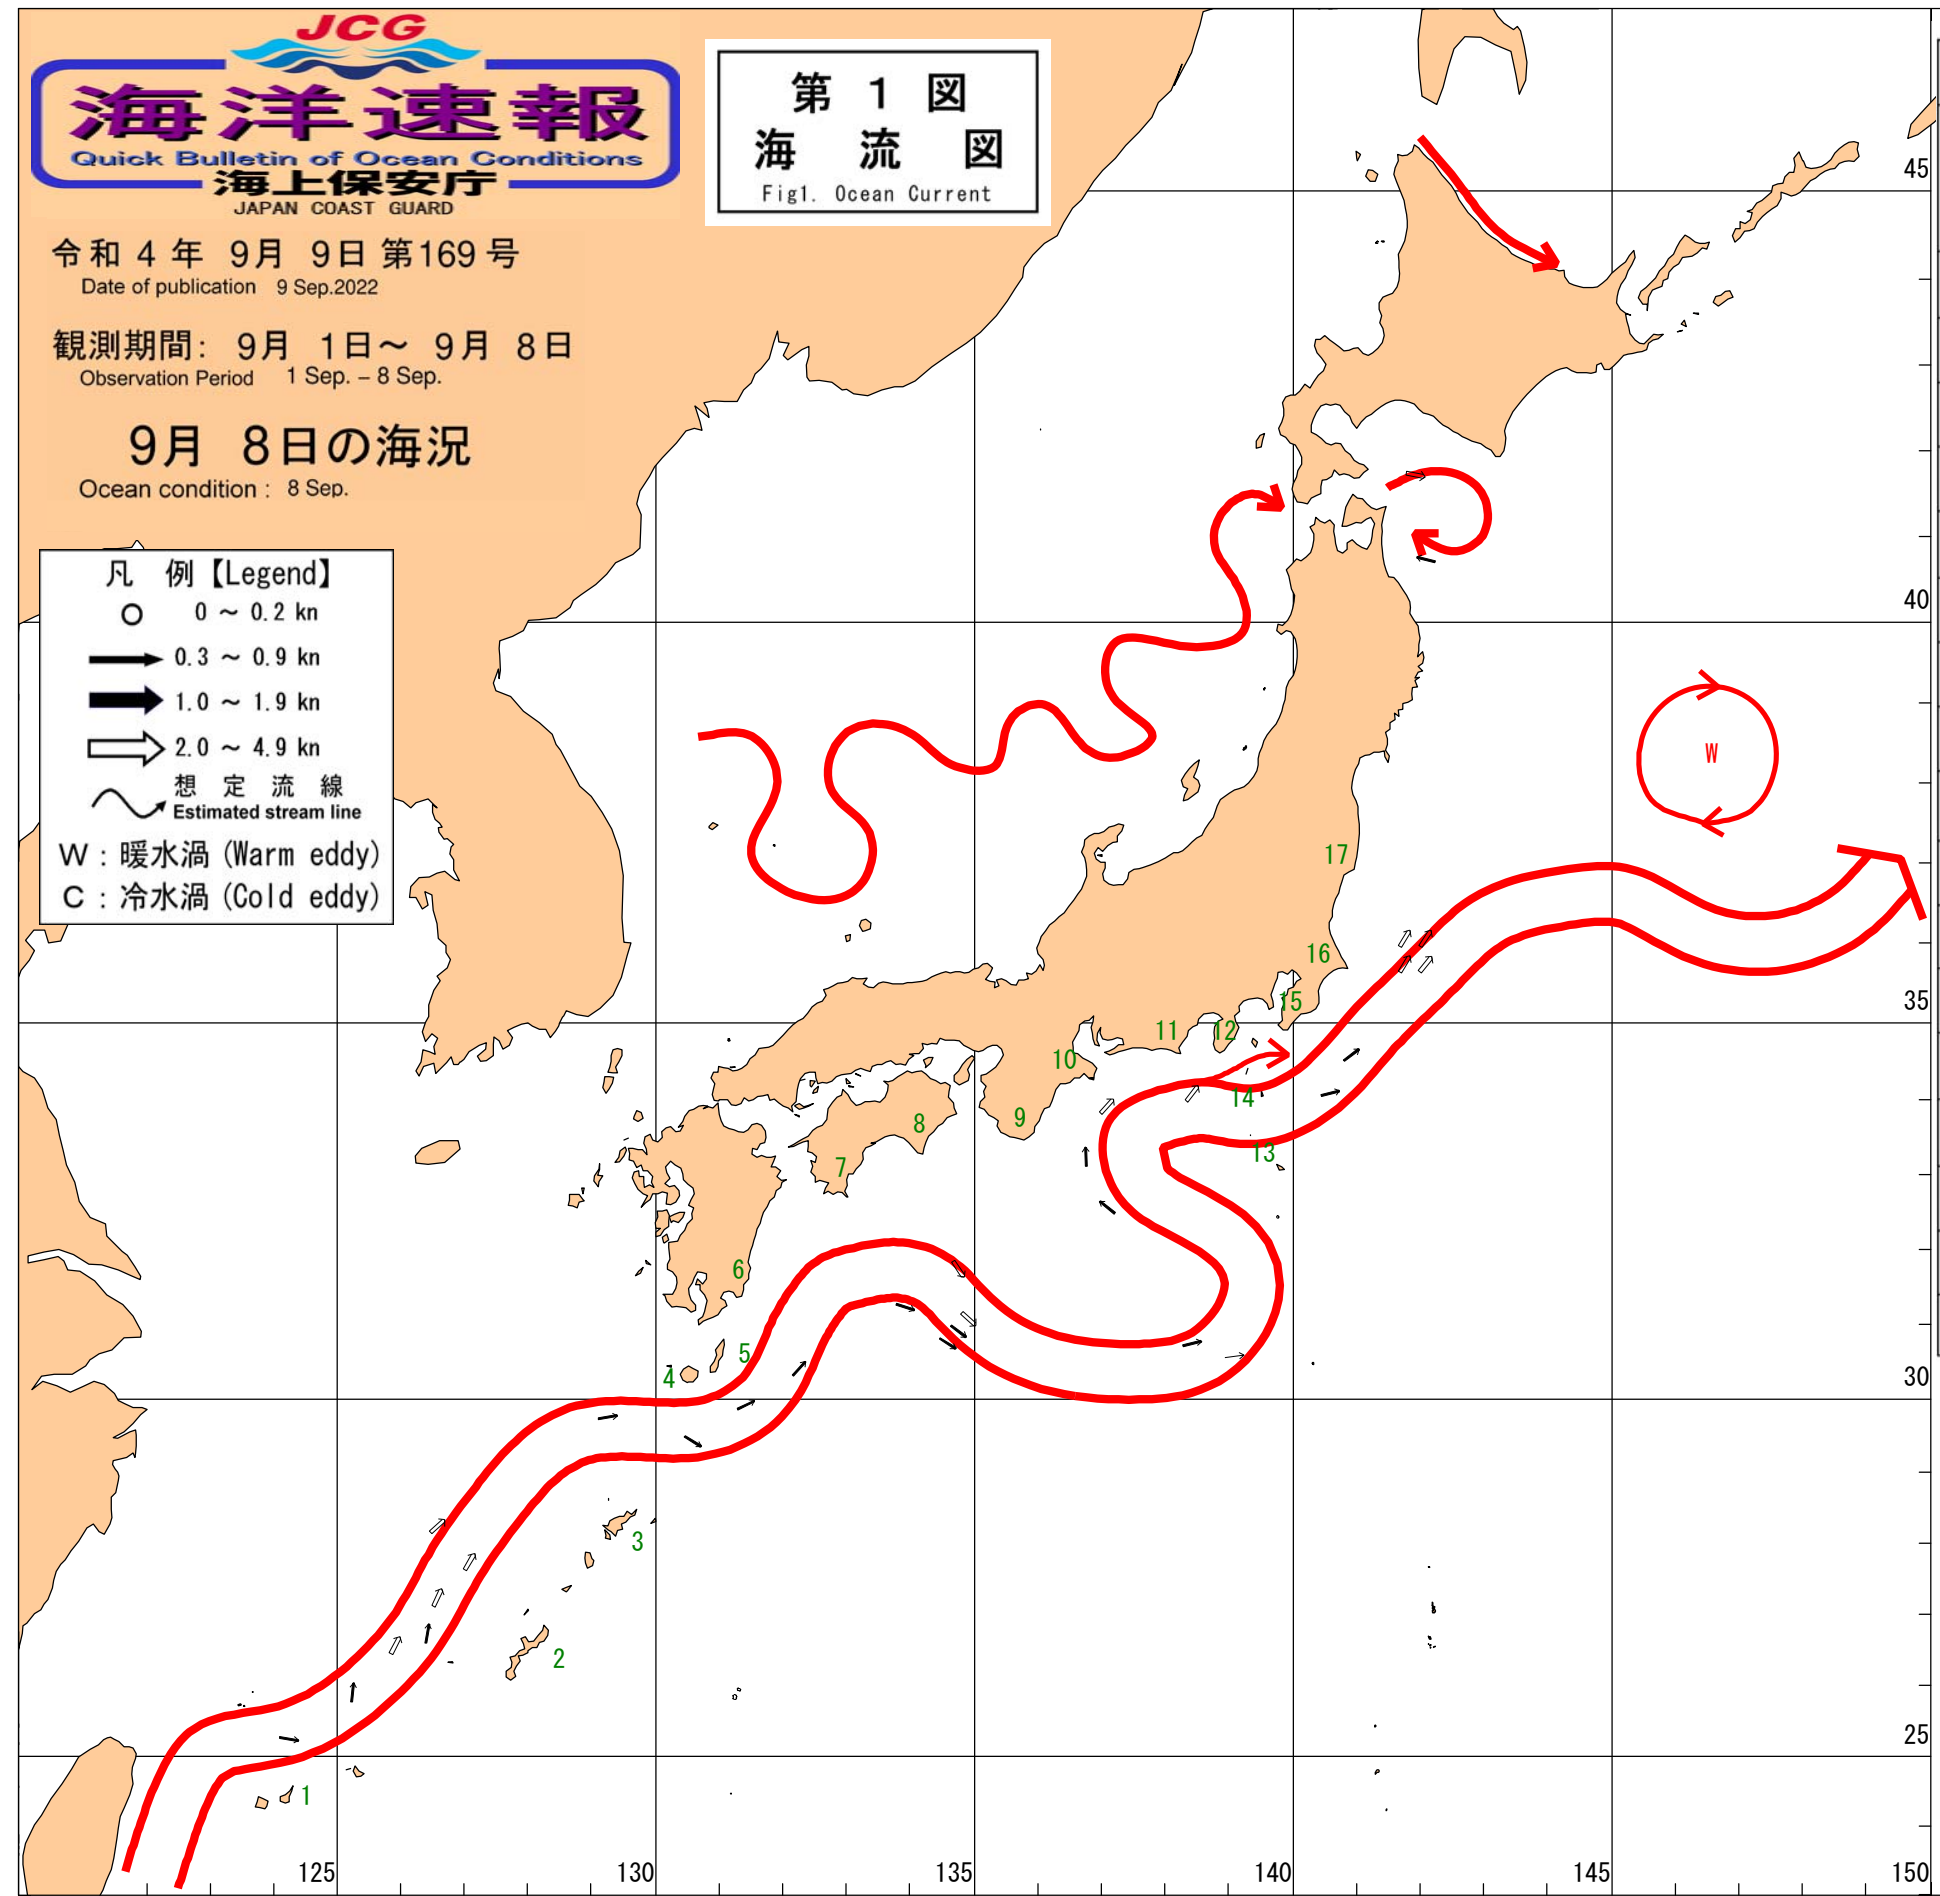 JCG
海洋速報
Quick Bulletin of Ocean Conditions
海上保安庁
JAPAN COAST GUARD
令和 4 年 9月 9日 第169号
Date of publication 9 Sep.2022
観測期間: 9月 1日～ 9月 8日
Observation Period 1 Sep. – 8 Sep.
9月 8日の海況
Ocean condition : 8 Sep.
第 1 図
海 流 図
Fig1. Ocean Current
凡 例【Legend】
0 ～ 0.2 kn
0.3 ～ 0.9 kn
1.0 ～ 1.9 kn
2.0 ～ 4.9 kn
想 定 流 線
Estimated stream line
W : 暖水渦 (Warm eddy)
C : 冷水渦 (Cold eddy)
45
40
W
17
16
35
15
12
11
10
14
9
8
13
7
6
5
4
30
3
2
25
1
125
130
135
140
145
150